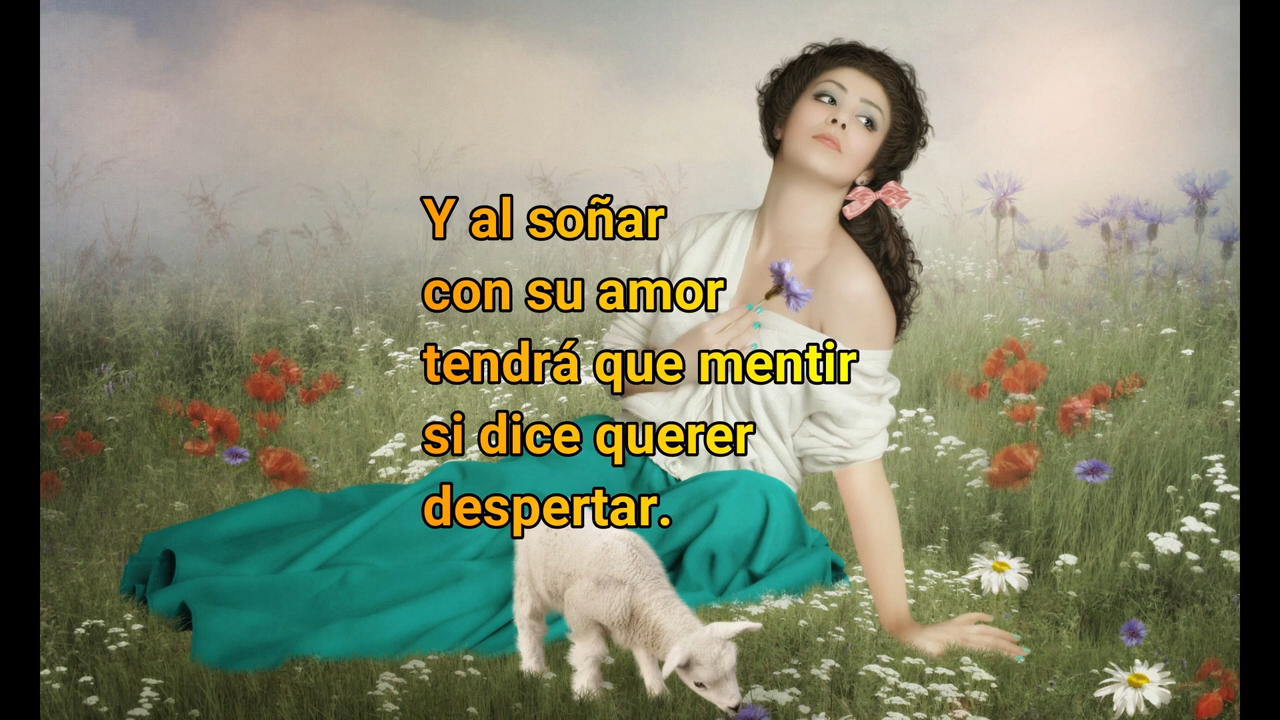 Y al soñar
con su amor
tendrá que mentir
si dice querer
despertar.